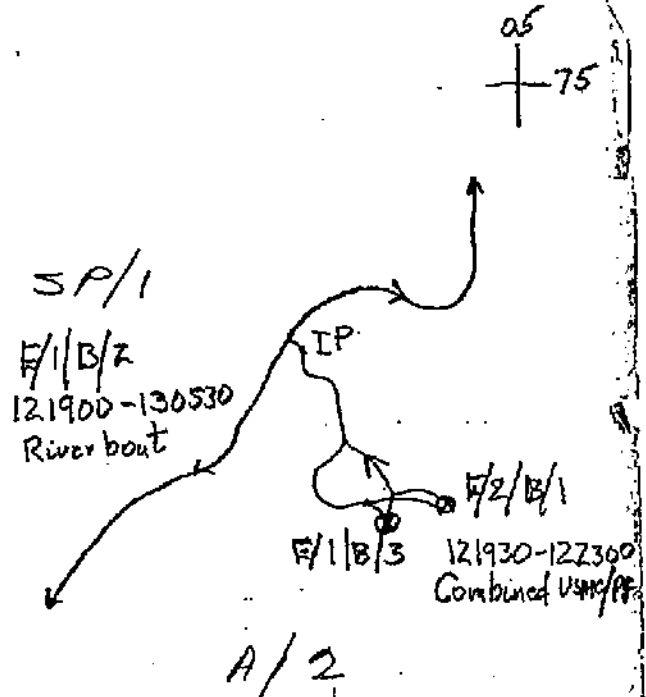 05
75
SP/1
E/1/B/2
121900-130530
River bout
IP
E/2/B/1
E/1/B/3
121930-122300
Combined USMC/PF
A/2